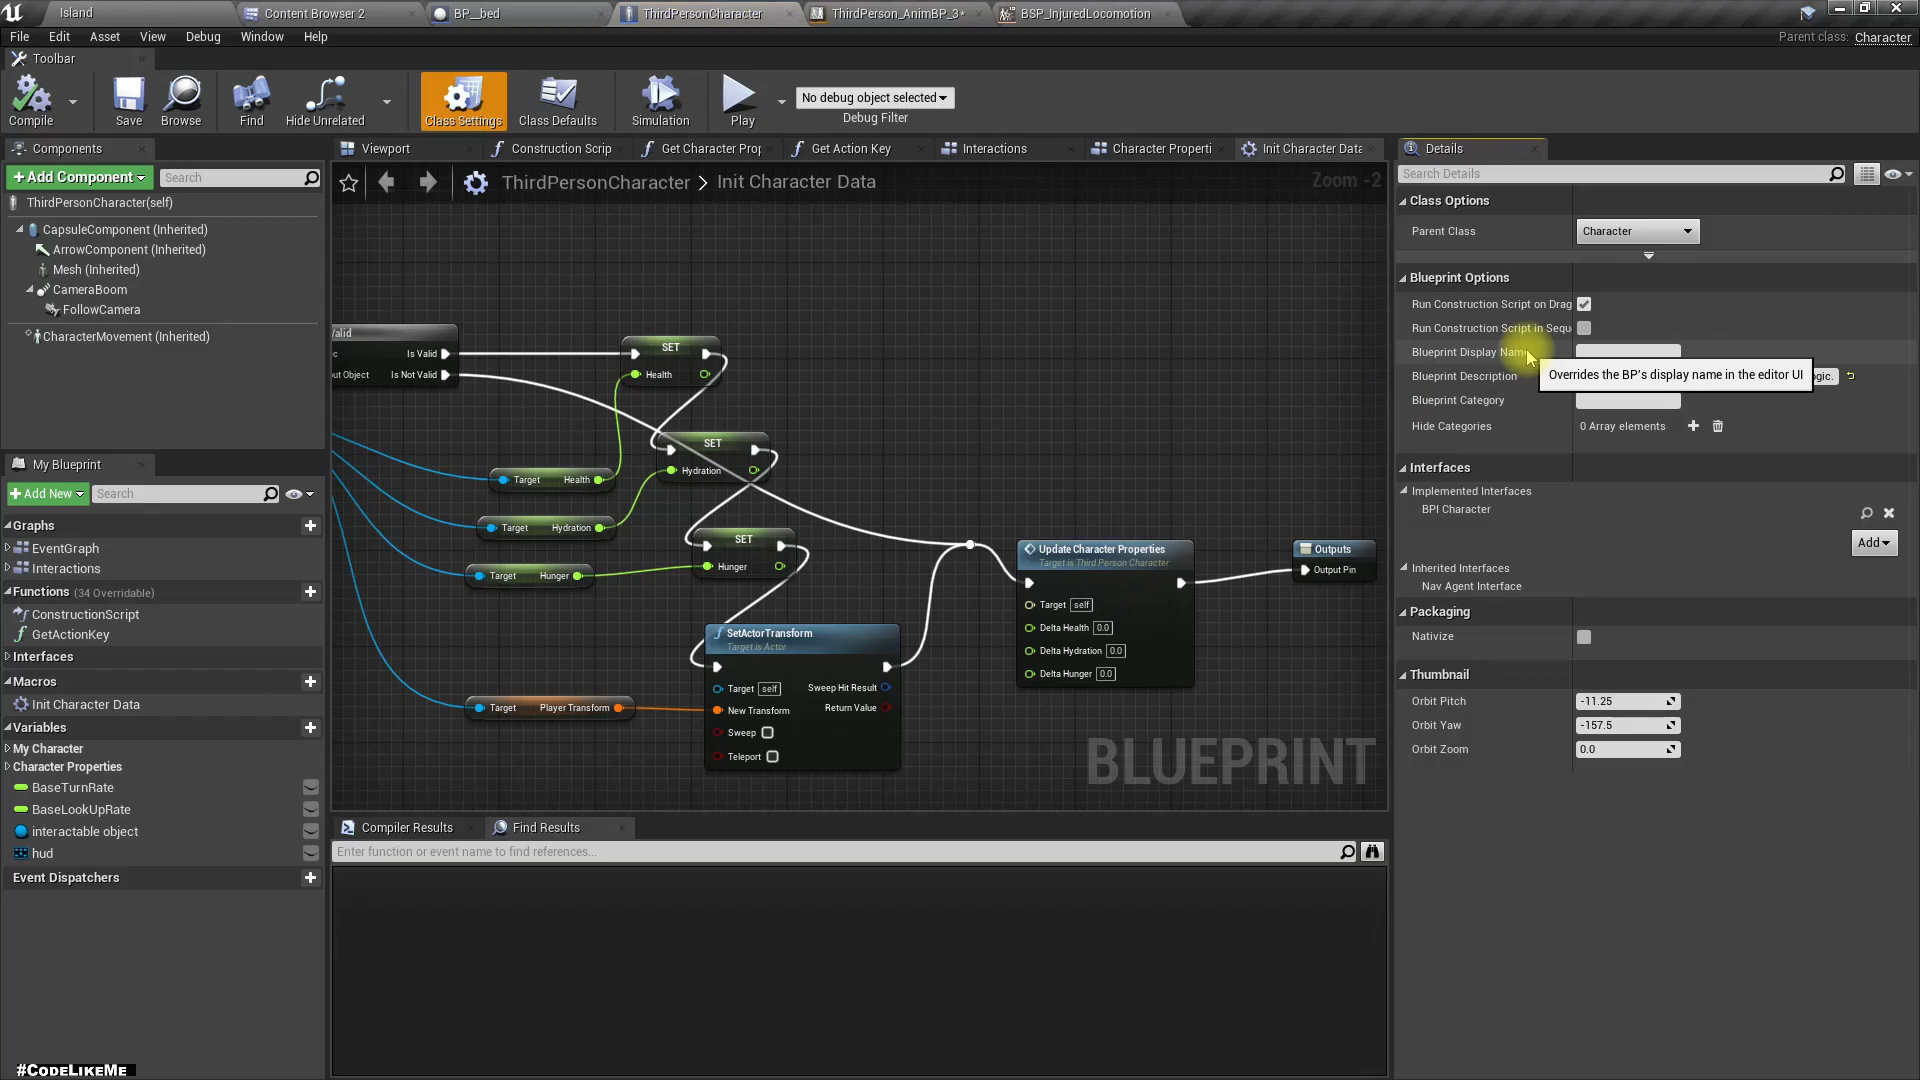 Island
Content Browser 2
BP__bed
ThirdPersonCharacter
ThirdPerson_AnimBP_3*
BSP_InjuredLocomotion
File
Edit
Asset
View
Debug
Window
Help
Parent class: Character
Toolbar
Compile
Save
Browse
Find
Hide Unrelated
Class Settings
Class Defaults
Simulation
Play
No debug object selected
Debug Filter
Components
+Add Component
Search
ThirdPersonCharacter(self)
CapsuleComponent (Inherited)
ArrowComponent (Inherited)
Mesh (Inherited)
CameraBoom
FollowCamera
CharacterMovement (Inherited)
My Blueprint
+Add New
Search
Graphs
EventGraph
Interactions
Functions (34 Overridable)
ConstructionScript
GetActionKey
Interfaces
Macros
Init Character Data
Variables
My Character
Character Properties
BaseTurnRate
BaseLookUpRate
interactable object
hud
Event Dispatchers
#CodeLikeMe
Viewport
Construction Scrip
Get Character Prop
Get Action Key
Interactions
Character Properti
Init Character Data
ThirdPersonCharacter > Init Character Data
Zoom -2
Is Valid
ut Object Is Not Valid
SET
Health
SET
Hydration
SET
Hunger
Target Health
Target Hydration
Target Hunger
Target Player Transform
SetActorTransform
Target is Actor
Target self
Sweep Hit Result
New Transform
Return Value
Sweep
Teleport
Update Character Properties
Target is Third Person Character
Target self
Delta Health 0.0
Delta Hydration 0.0
Delta Hunger 0.0
Outputs
Output Pin
BLUEPRINT
Compiler Results
Find Results
Enter function or event name to find references...
Details
Search Details
Class Options
Parent Class
Character
Blueprint Options
Run Construction Script on Drag
Run Construction Script in Sequ
Blueprint Display Name
Overrides the BP's display name in the editor UI
Blueprint Description
ogic.
Blueprint Category
Hide Categories
0 Array elements
Interfaces
Implemented Interfaces
BPI Character
Add
Inherited Interfaces
Nav Agent Interface
Packaging
Nativize
Thumbnail
Orbit Pitch
-11.25
Orbit Yaw
-157.5
Orbit Zoom
0.0